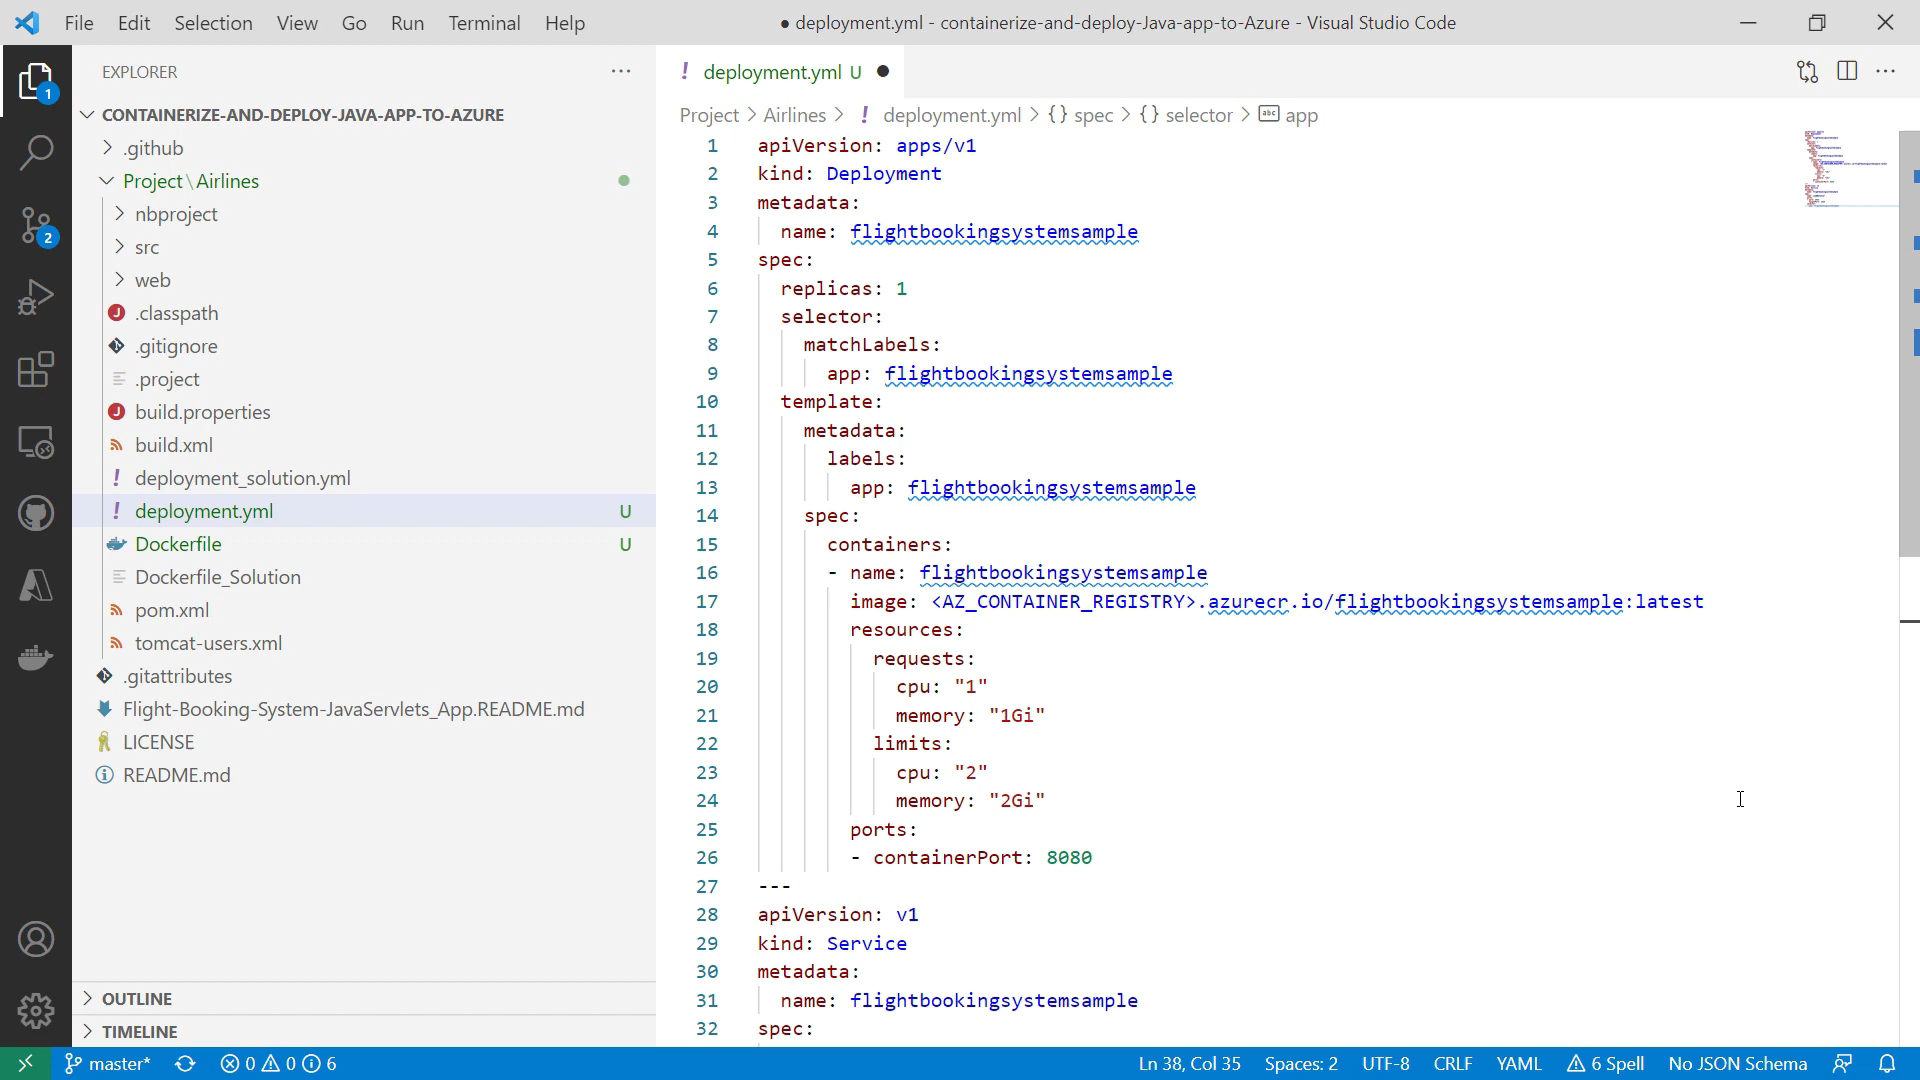 File Edit Selection View Go Run Terminal Help
● deployment.yml - containerize-and-deploy-Java-app-to-Azure - Visual Studio Code
1
2
EXPLORER
CONTAINERIZE-AND-DEPLOY-JAVA-APP-TO-AZURE
.github
Project\Airlines
nbproject
src
web
.classpath
.gitignore
.project
build.properties
build.xml
deployment_solution.yml
deployment.yml U
Dockerfile U
Dockerfile_Solution
pom.xml
tomcat-users.xml
.gitattributes
Flight-Booking-System-JavaServlets_App.README.md
LICENSE
README.md
OUTLINE
TIMELINE
! deployment.yml U ●
Project > Airlines > ! deployment.yml > {} spec > {} selector > abc app
1 apiVersion: apps/v1
2 kind: Deployment
3 metadata:
4 name: flightbookingsystemsample
5 spec:
6 replicas: 1
7 selector:
8 matchLabels:
9 app: flightbookingsystemsample
10 template:
11 metadata:
12 labels:
13 app: flightbookingsystemsample
14 spec:
15 containers:
16 - name: flightbookingsystemsample
17 image: <AZ_CONTAINER_REGISTRY>.azurecr.io/flightbookingsystemsample:latest
18 resources:
19 requests:
20 cpu: "1"
21 memory: "1Gi"
22 limits:
23 cpu: "2"
24 memory: "2Gi"
25 ports:
26 - containerPort: 8080
27 ---
28 apiVersion: v1
29 kind: Service
30 metadata:
31 name: flightbookingsystemsample
32 spec:
master* 0 0 6 Ln 38, Col 35 Spaces: 2 UTF-8 CRLF YAML 6 Spell No JSON Schema